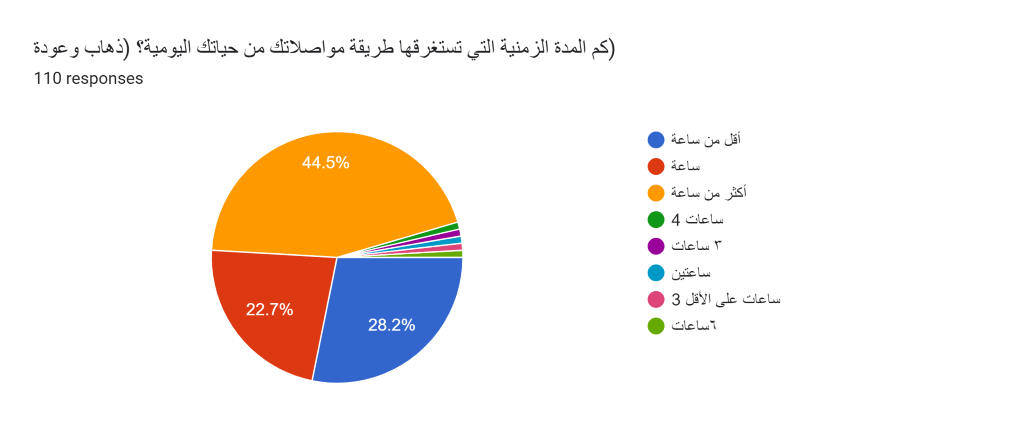 كم المدة الزمنية التي تستغرقها طريقة مواصلاتك من حياتك اليومية؟ (ذهاب وعودة)
110 responses
44.5%
22.7%
28.2%
أقل من ساعة
ساعة
أكثر من ساعة
4 ساعات
٣ ساعات
ساعتين
3 ساعات على الأقل
٦ساعات